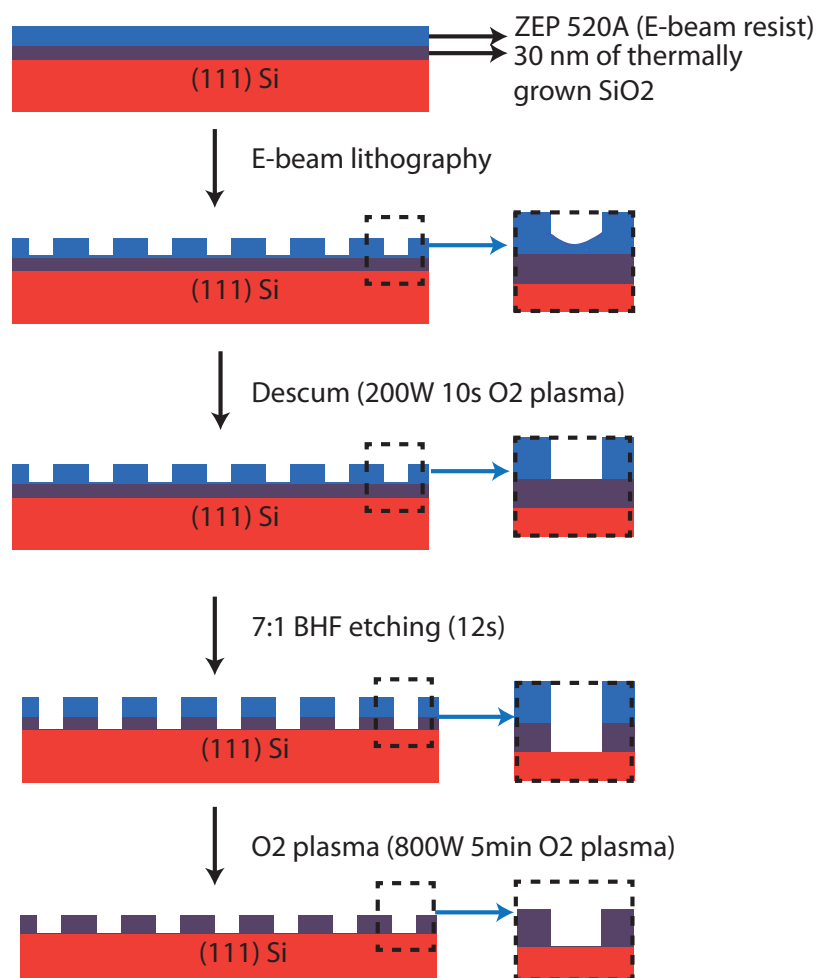 ZEP 520A (E-beam resist)
30 nm of thermally
grown SiO2
(111) Si
E-beam lithography
(111) Si
Descum (200W 10s O2 plasma)
(111) Si
7:1 BHF etching (12s)
(111) Si
O2 plasma (800W 5min O2 plasma)
(111) Si